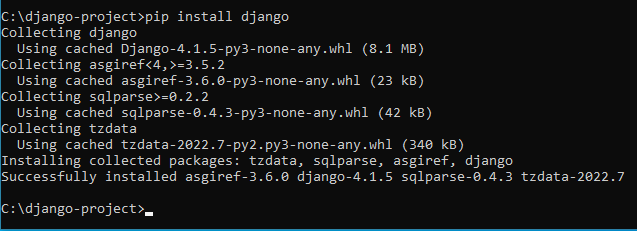 C:\django-project>pip install django
Collecting django
  Using cached Django-4.1.5-py3-none-any.whl (8.1 MB)
Collecting asgiref<4,>=3.5.2
  Using cached asgiref-3.6.0-py3-none-any.whl (23 kB)
Collecting sqlparse>=0.2.2
  Using cached sqlparse-0.4.3-py3-none-any.whl (42 kB)
Collecting tzdata
  Using cached tzdata-2022.7-py2.py3-none-any.whl (340 kB)
Installing collected packages: tzdata, sqlparse, asgiref, django
Successfully installed asgiref-3.6.0 django-4.1.5 sqlparse-0.4.3 tzdata-2022.7
C:\django-project>